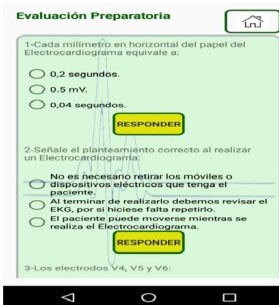 Evaluación Preparatoria
1-Cada milímetro en horizontal del papel del
Electrocardiograma equivale a:
0,2 segundos.
0.5 mV.
0,04 segundos.
RESPONDER
2-Señale el planteamiento correcto al realizar
un Electrocardiograma:
No es necesario retirar los móviles o
dispositivos eléctricos que tenga el
paciente.
Al terminar de realizarlo debemos revisar el
EKG, por si hiciese falta repetirlo.
El paciente puede moverse mientras se
realiza el Electrocardiograma.
RESPONDER
3-Los electrodos V4, V5 y V6: